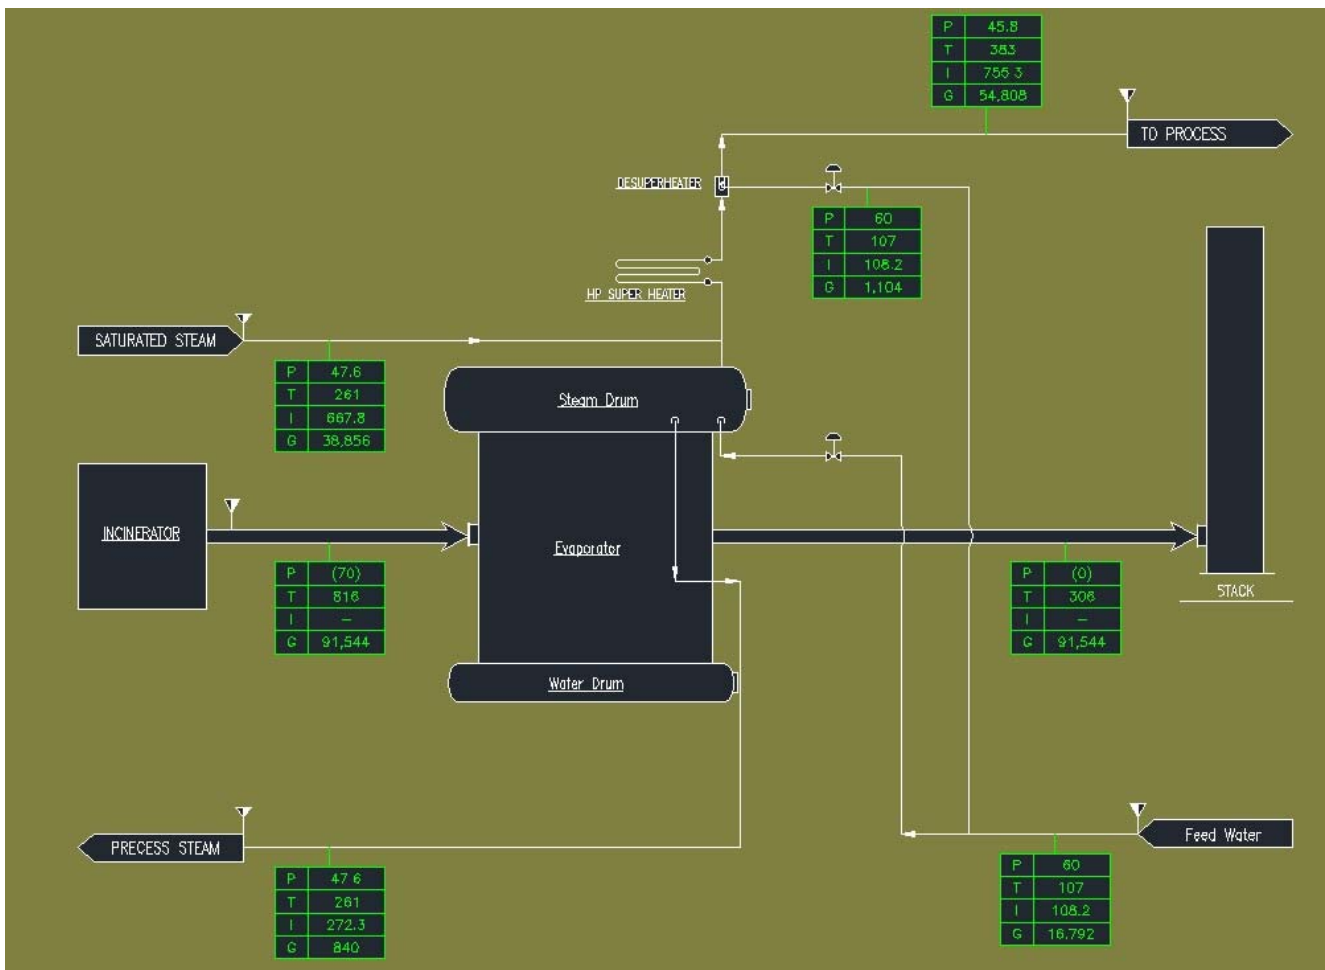 P 45.8
T 383
I 755 3
G 54,808
TO PROCESS
DESUPERHEATER
P 60
T 107
I 108.2
G 1,104
HP SUPER HEATER
SATURATED STEAM
P 47.6
T 261
I 667.8
G 38,856
Steam Drum
INCINERATOR
Evaporator
P (70)
T 816
I –
G 91,544
P (0)
T 306
I –
G 91,544
STACK
Water Drum
PRECESS STEAM
P 47 6
T 261
I 272.3
G 840
Feed Water
P 60
T 107
I 108.2
G 16.792